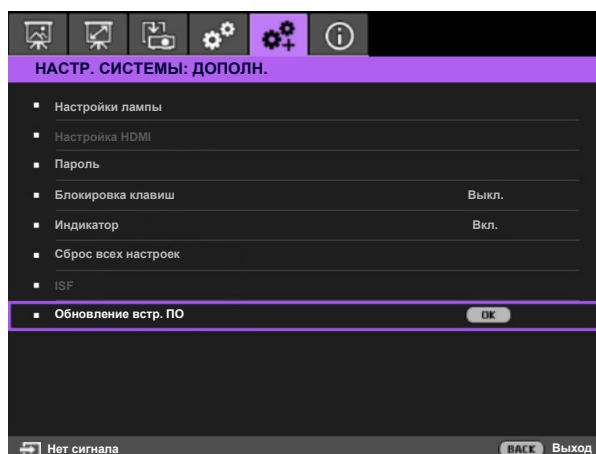 НАСТР. СИСТЕМЫ: ДОПОЛН.
Настройки лампы
Настройка HDMI
Пароль
Блокировка клавиш Выкл.
Индикатор Вкл.
Сброс всех настроек
ISF
Обновление встр. ПО OK
Нет сигнала BACK Выход